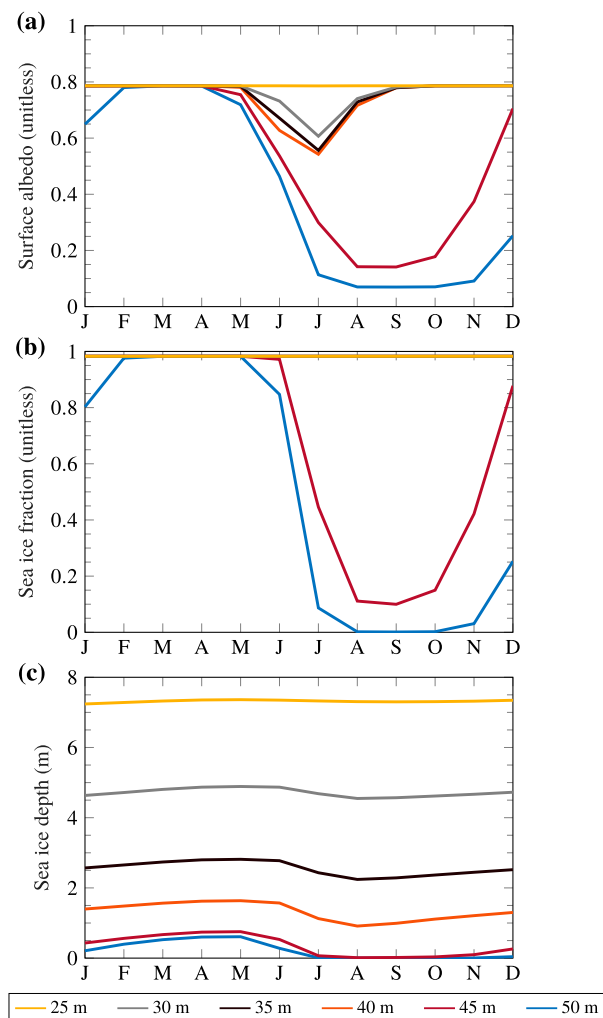 (a)
1
0.8
0.6
0.4
0.2
0
Surface albedo (unitless)
J F M A M J J A S O N D
(b)
1
0.8
0.6
0.4
0.2
0
Sea ice fraction (unitless)
J F M A M J J A S O N D
(c)
8
6
4
2
0
Sea ice depth (m)
J F M A M J J A S O N D
25 m 30 m 35 m 40 m 45 m 50 m